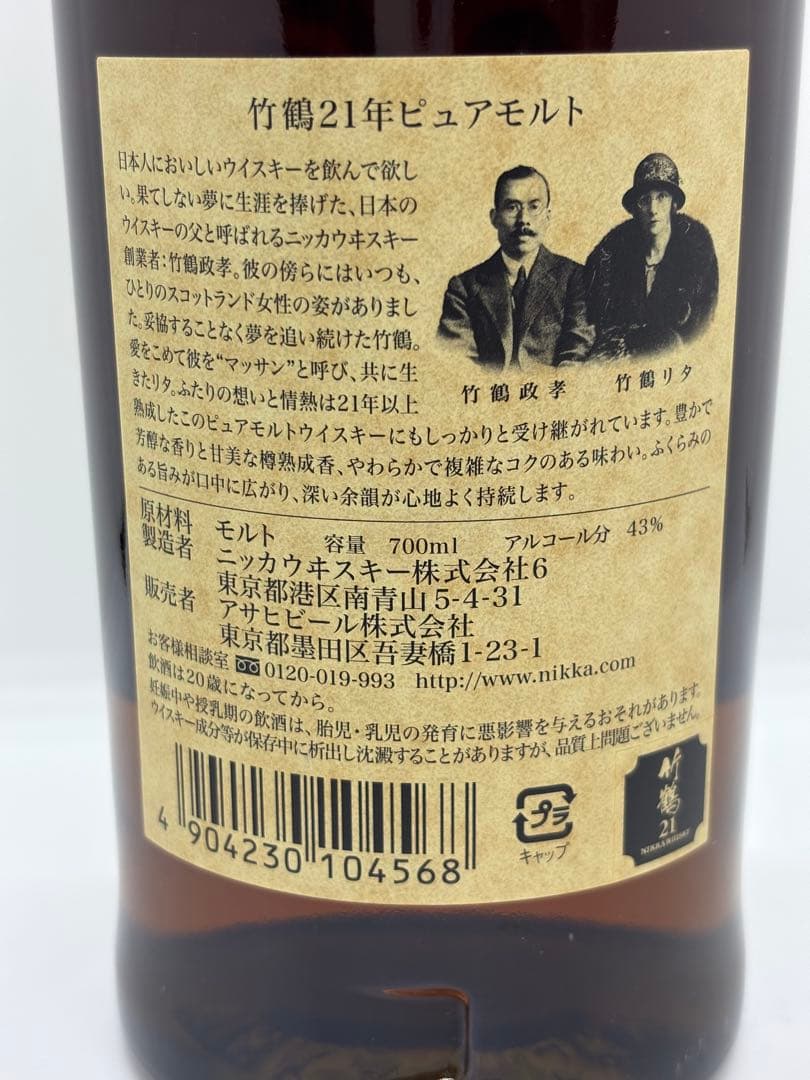 竹鶴21年ピュアモルト
日本人においしいウイスキーを飲んで欲し
い。果てしない夢に生涯を捧げた、日本の
ウイスキーの父と呼ばれるニッカウヰスキー
創業者：竹鶴政孝。彼の傍らにはいつも、
ひとりのスコットランド女性の姿がありまし
た。妥協することなく夢を追い続けた竹鶴。
愛をこめて彼を“マッサン”と呼び、共に生
きたリタ。ふたりの想いと情熱は21年以上
熟成したこのピュアモルトウイスキーにもしっかりと受け継がれています。豊かで
芳醇な香りと甘美な樽熟成香、やわらかで複雑なコクのある味わい。ふくらみの
ある旨みが口中に広がり、深い余韻が心地よく持続します。
竹鶴政孝 竹鶴リタ
原材料 モルト 容量 700ml アルコール分 43%
製造者 ニッカウヰスキー株式会社6
東京都港区南青山5-4-31
販売者 アサヒビール株式会社
東京都墨田区吾妻橋1-23-1
お客様相談室 0120-019-993 http://www.nikka.com
飲酒は20歳になってから。
妊娠中や授乳期の飲酒は、胎児・乳児の発育に悪影響を与えるおそれがあります。
ウイスキー成分等が保存中に析出し沈澱することがありますが、品質上問題ございません。
4 904230 104568
プラ
キャップ
竹鶴
21
NIKKA WHISKY